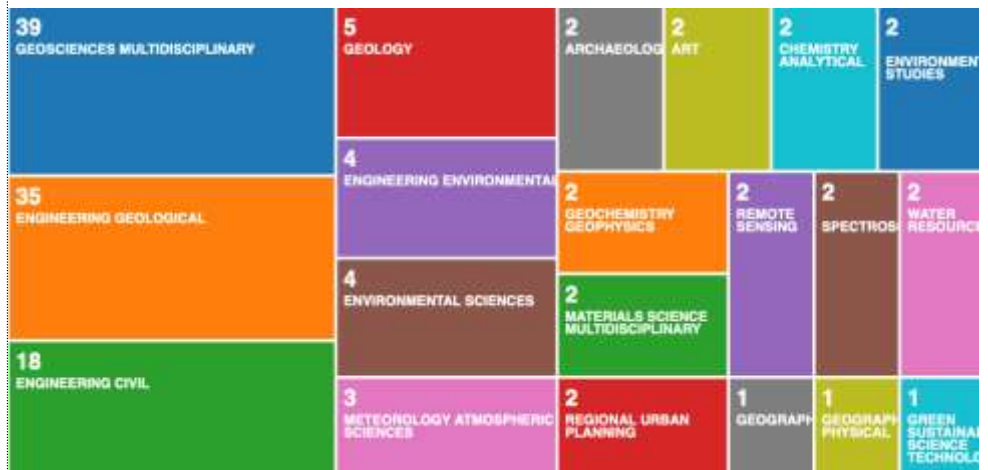 39
GEOSCIENCES MULTIDISCIPLINARY
35
ENGINEERING GEOLOGICAL
18
ENGINEERING CIVIL
5
GEOLOGY
4
ENGINEERING ENVIRONMENTAL
4
ENVIRONMENTAL SCIENCES
3
METEOROLOGY ATMOSPHERIC
SCIENCES
2
ARCHAEOLOG
2
ART
2
CHEMISTRY
ANALYTICAL
2
ENVIRONMEN
STUDIES
2
GEOCHEMISTRY
GEOPHYSICS
2
MATERIALS SCIENCE
MULTIDISCIPLINARY
2
REMOTE
SENSING
2
SPECTROS
2
WATER
RESOURC
2
REGIONAL URBAN
PLANNING
1
GEOGRAPH
1
GEOGRAPH
PHYSICAL
1
GREEN
SUSTAINA
SCIENCE
TECHNOLO